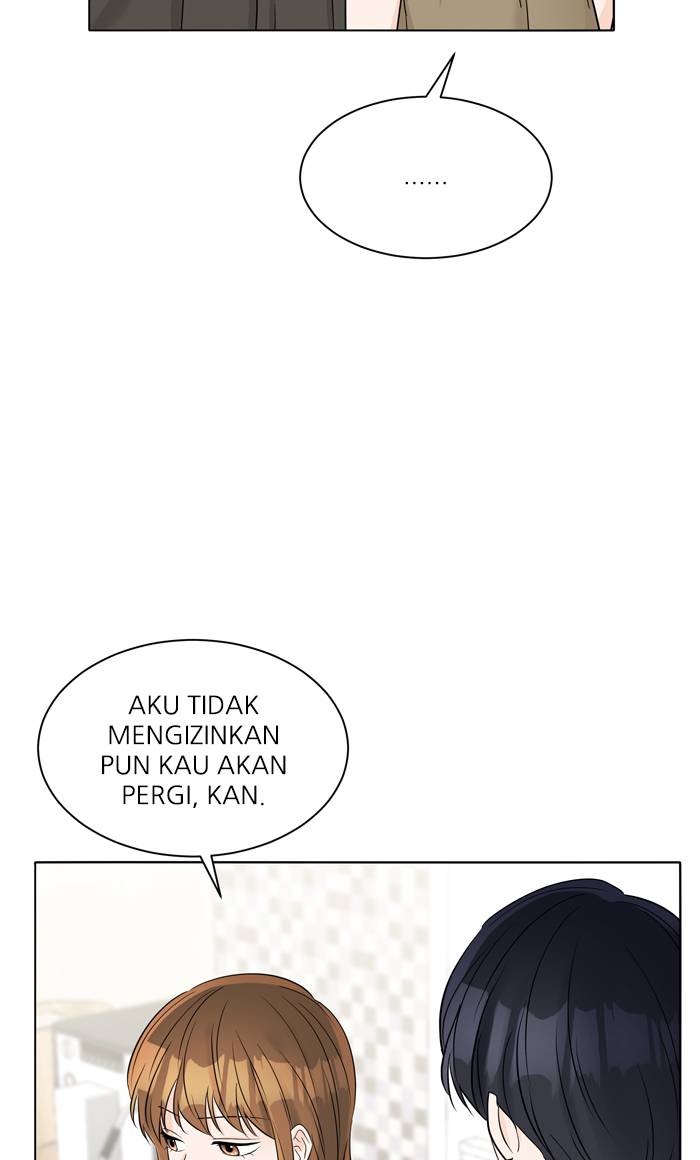 ......
AKU TIDAK
MENGIZINKAN
PUN KAU AKAN
PERGI, KAN.